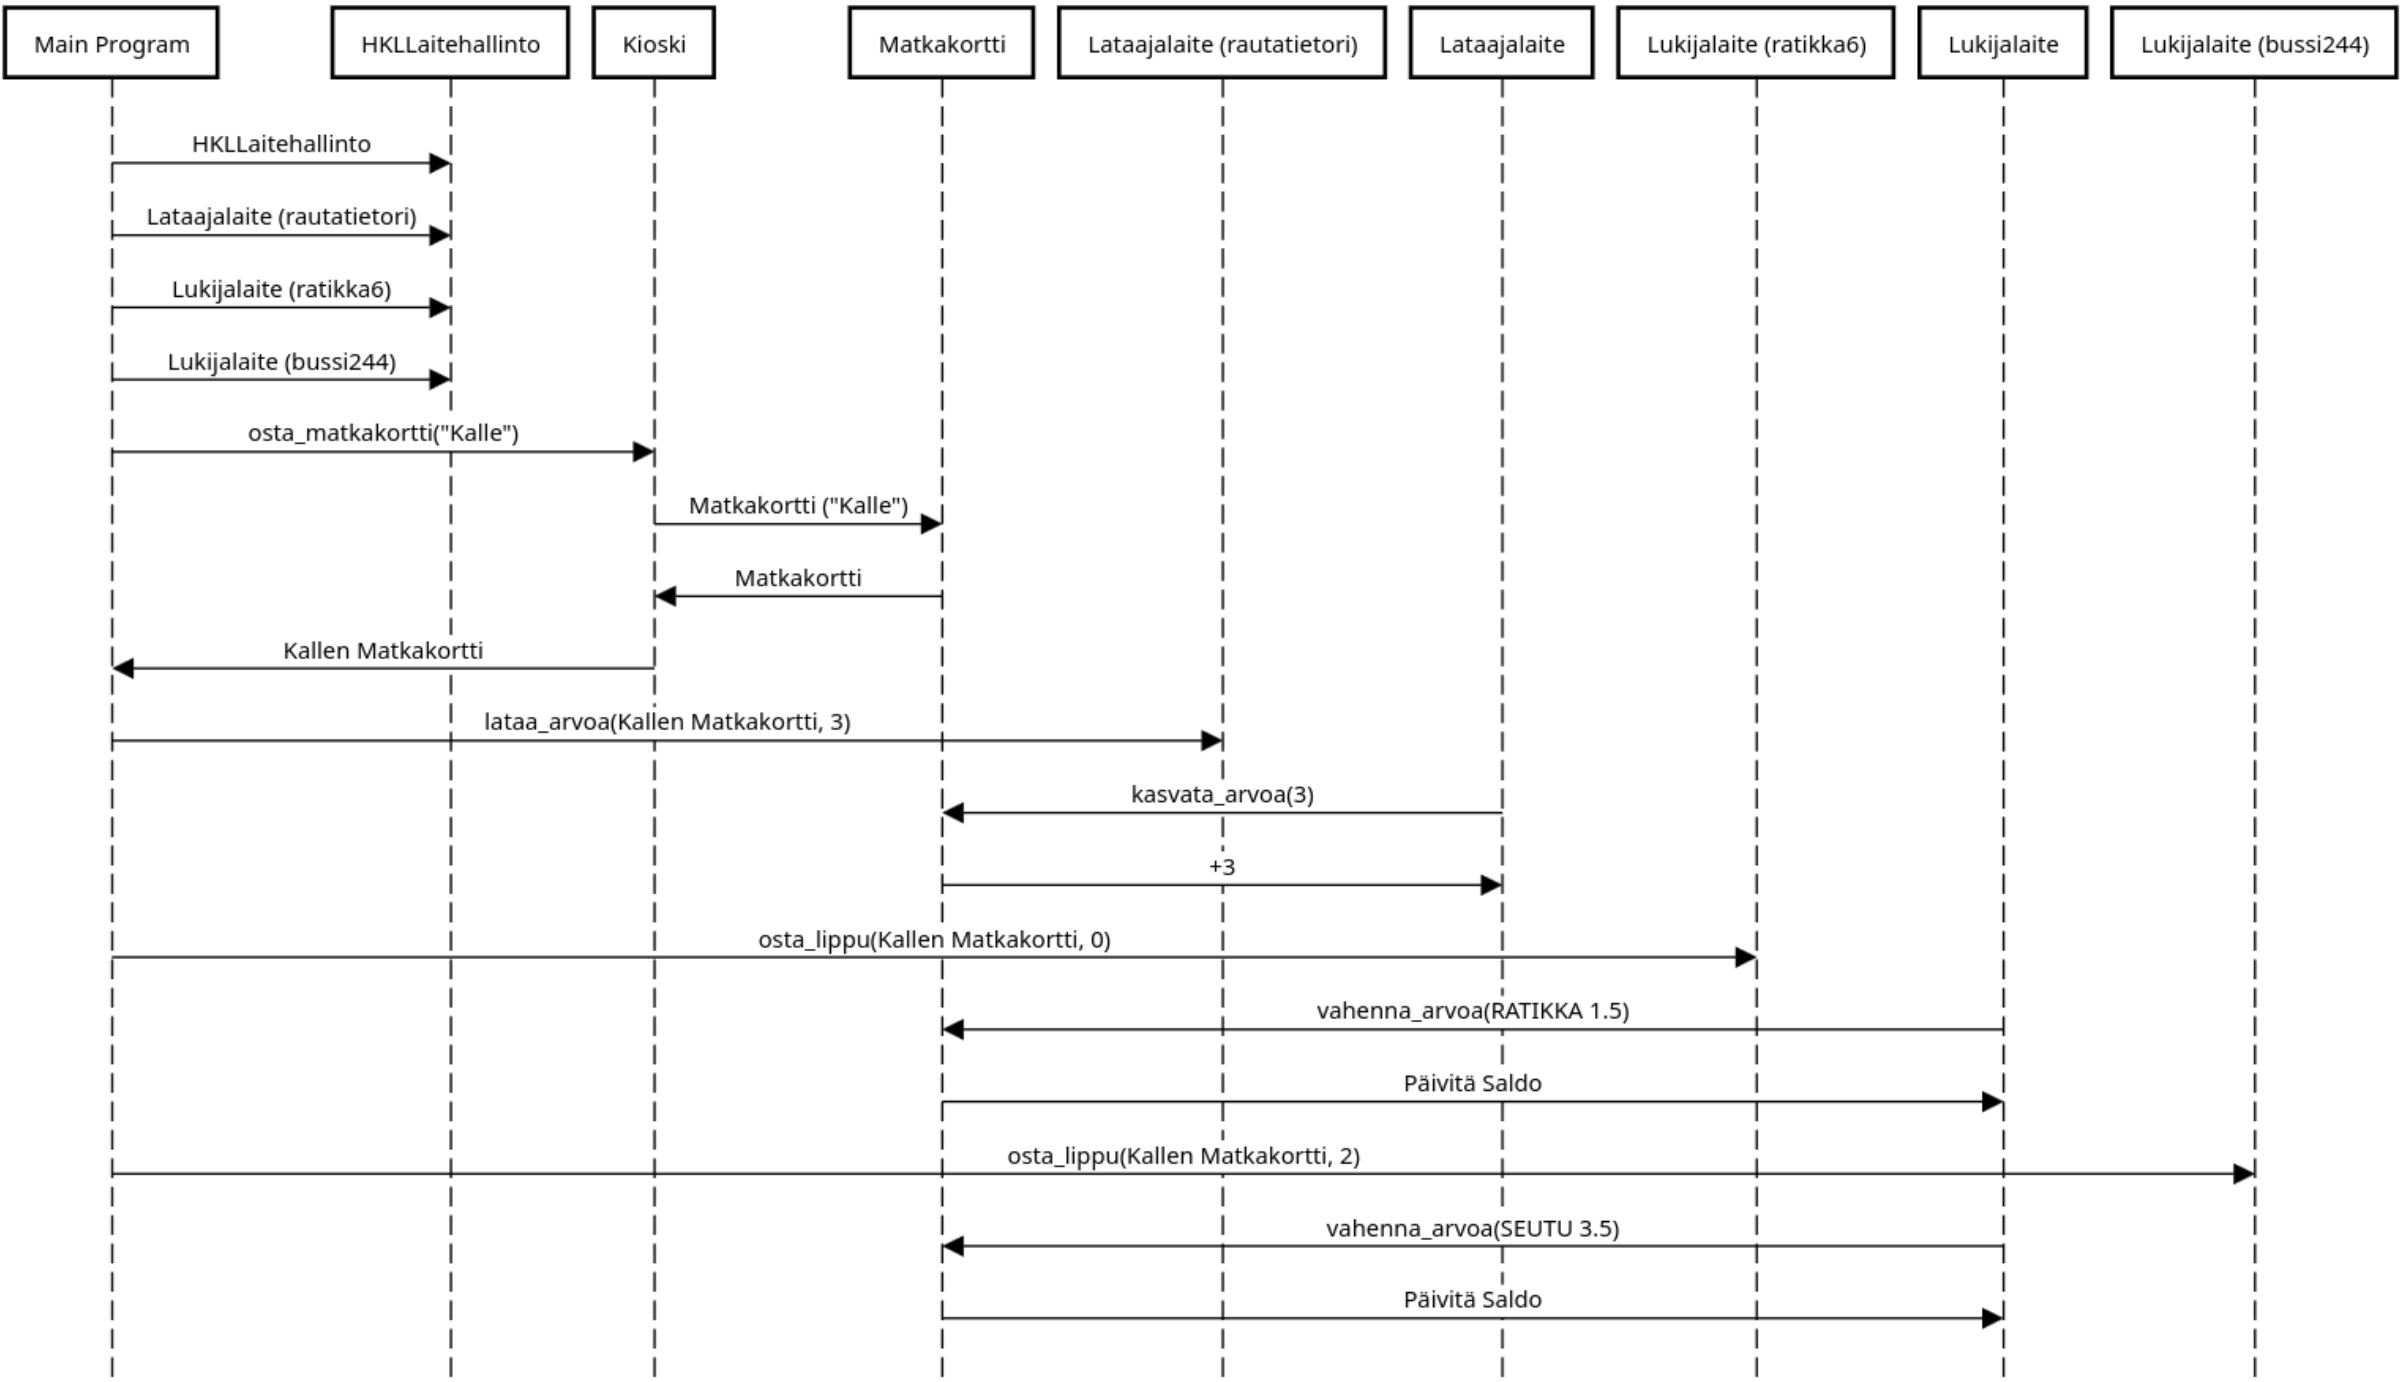 Main Program
HKLLaitehallinto
Kioski
Matkakortti
Lataajalaite (rautatietori)
Lataajalaite
Lukijalaite (ratikka6)
Lukijalaite
Lukijalaite (bussi244)
HKLLaitehallinto
Lataajalaite (rautatietori)
Lukijalaite (ratikka6)
Lukijalaite (bussi244)
osta_matkakortti("Kalle")
Matkakortti ("Kalle")
Matkakortti
Kallen Matkakortti
lataa_arvoa(Kallen Matkakortti, 3)
kasvata_arvoa(3)
+3
osta_lippu(Kallen Matkakortti, 0)
vahenna_arvoa(RATIKKA 1.5)
Päivitä Saldo
osta_lippu(Kallen Matkakortti, 2)
vahenna_arvoa(SEUTU 3.5)
Päivitä Saldo